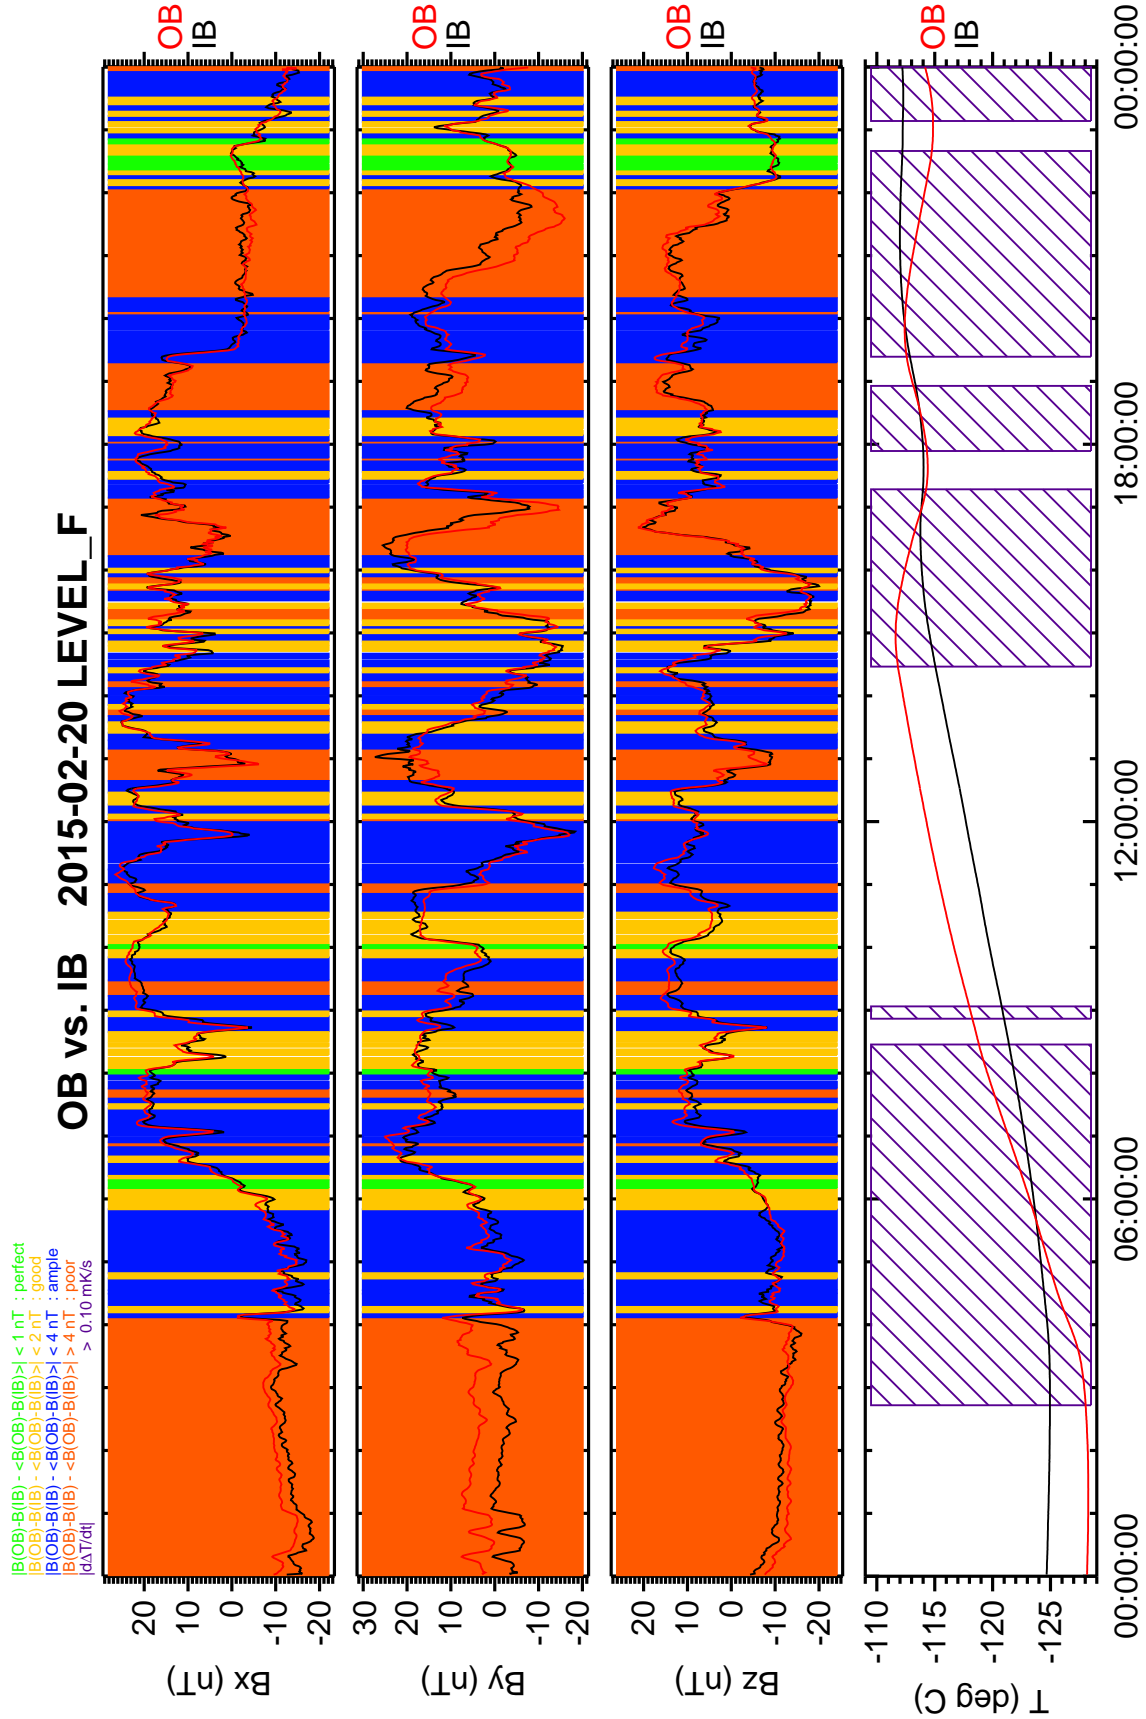 OB vs. IB 2015-02-20 LEVEL_F
|B(OB)-B(IB) - <B(OB)-B(IB)>| < 1 nT : perfect
|B(OB)-B(IB) - <B(OB)-B(IB)>| < 2 nT : good
|B(OB)-B(IB) - <B(OB)-B(IB)>| < 4 nT : ample
|B(OB)-B(IB) - <B(OB)-B(IB)>| > 4 nT : poor
|dΔT/dt| > 0.10 mK/s
Bx (nT)
20
10
0
-10
-20
OB
IB
By (nT)
30
20
10
0
-10
-20
OB
IB
Bz (nT)
20
10
0
-10
-20
OB
IB
T (deg C)
-110
-115
-120
-125
OB
IB
00:00:00
06:00:00
12:00:00
18:00:00
00:00:00